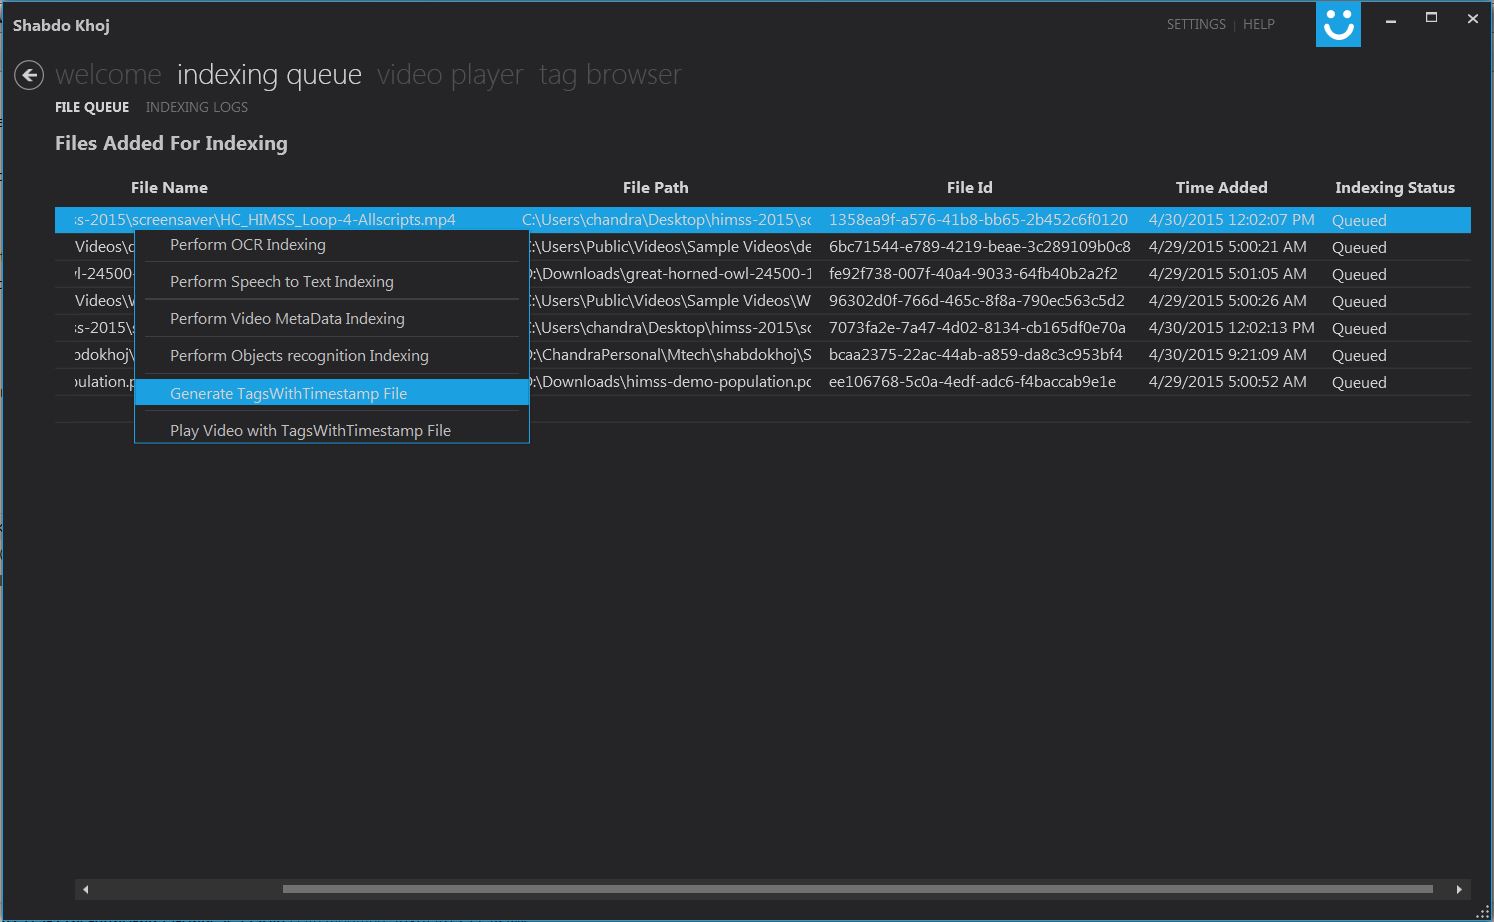 Shabdo Khoj
SETTINGS | HELP
welcome indexing queue video player tag browser
FILE QUEUE INDEXING LOGS
Files Added For Indexing
File Name File Path File Id Time Added Indexing Status
s-2015\screensaver\HC_HIMSS_Loop-4-Allscripts.mp4 C:\Users\chandra\Desktop\himss-2015\sc 1358ea9f-a576-41b8-bb65-2b452c6f0120 4/30/2015 12:02:07 PM Queued
Videos\d :\Users\Public\Videos\Sample Videos\de 6bc71544-e789-4219-beae-3c289109b0c8 4/29/2015 5:00:21 AM Queued
wl-24500- :\Downloads\great-horned-owl-24500-1 fe92f738-007f-40a4-9033-64fb40b2a2f2 4/29/2015 5:01:05 AM Queued
Videos\W :\Users\Public\Videos\Sample Videos\W 96302d0f-766d-465c-8f8a-790ec563c5d2 4/29/2015 5:00:26 AM Queued
ss-2015\s :\Users\chandra\Desktop\himss-2015\sc 7073fa2e-7a47-4d02-8134-cb165df0e70a 4/30/2015 12:02:13 PM Queued
bdokhoj\ :\ChandraPersonal\Mtech\shabdokhoj\S bcaa2375-22ac-44ab-a859-da8c3c953bf4 4/30/2015 9:21:09 AM Queued
pulation.p :\Downloads\himss-demo-population.pc ee106768-5c0a-4edf-adc6-f4baccab9e1e 4/29/2015 5:00:52 AM Queued
Perform OCR Indexing
Perform Speech to Text Indexing
Perform Video MetaData Indexing
Perform Objects recognition Indexing
Generate TagsWithTimestamp File
Play Video with TagsWithTimestamp File